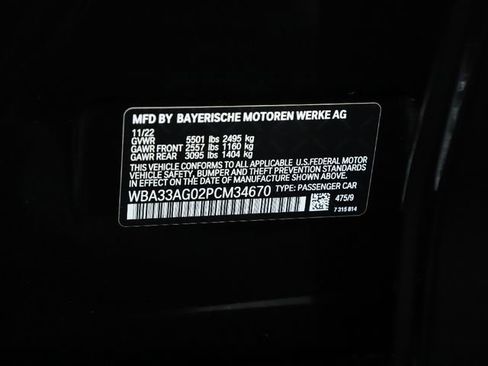 MFD BY BAYERISCHE MOTOREN WERKE AG
11/22
GVWR 5501 lbs 2495 kg
GAWR FRONT 2557 lbs 1160 kg
GAWR REAR 3095 lbs 1404 kg
THIS VEHICLE CONFORMS TO ALL APPLICABLE U.S.FEDERAL MOTOR
VEHICLE SAFETY, BUMPER AND THEFT PREVENTION
STANDARDS IN EFFECT ON THE DATE
OF MANUFACTURE SHOWN ABOVE.
WBA33AG02PCM34670 TYPE: PASSENGER CAR
475/9
7 315 814